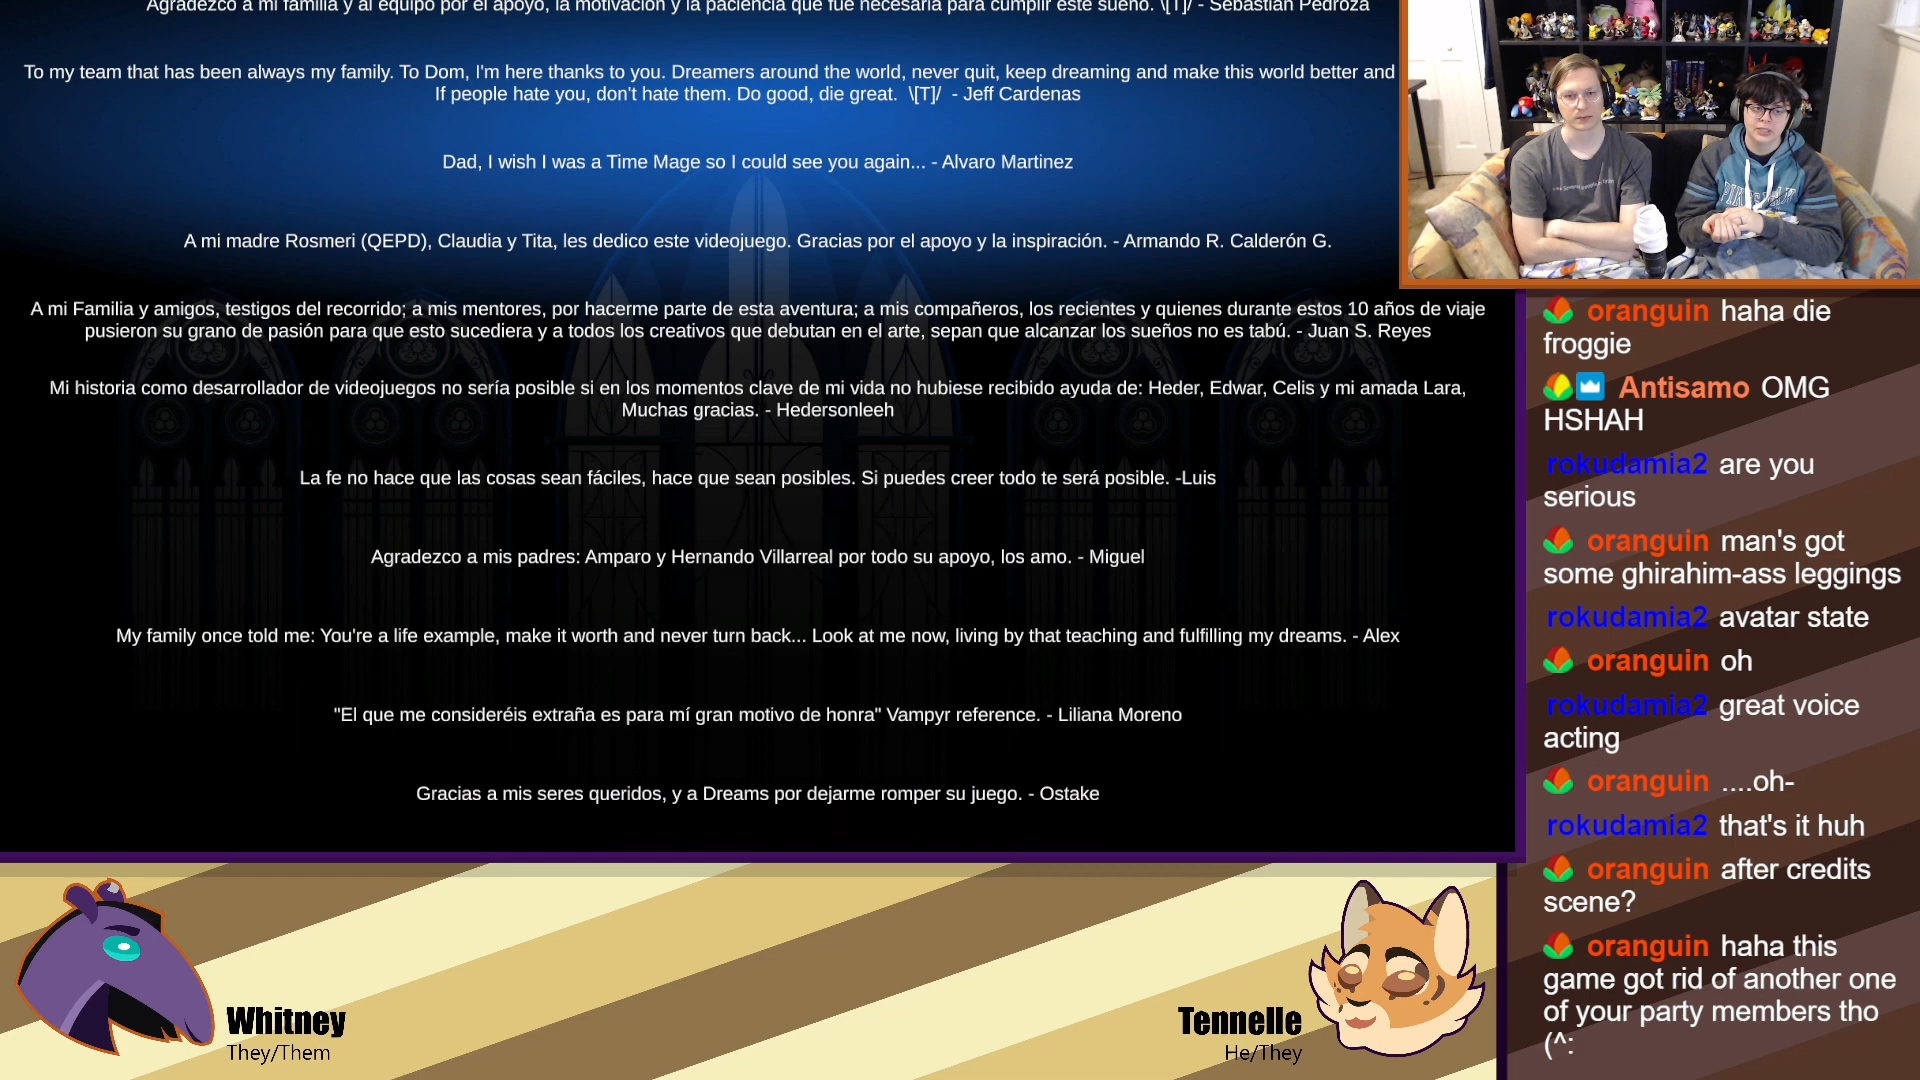 Agradezco a mi familia y al equipo por el apoyo, la motivación y la paciencia que fue necesaria para cumplir este sueño. \[T]/ - Sebastian Pedroza
To my team that has been always my family. To Dom, I'm here thanks to you. Dreamers around the world, never quit, keep dreaming and make this world better and
If people hate you, don't hate them. Do good, die great.  \[T]/  - Jeff Cardenas
Dad, I wish I was a Time Mage so I could see you again... - Alvaro Martinez
A mi madre Rosmeri (QEPD), Claudia y Tita, les dedico este videojuego. Gracias por el apoyo y la inspiración. - Armando R. Calderón G.
A mi Familia y amigos, testigos del recorrido; a mis mentores, por hacerme parte de esta aventura; a mis compañeros, los recientes y quienes durante estos 10 años de viaje
pusieron su grano de pasión para que esto sucediera y a todos los creativos que debutan en el arte, sepan que alcanzar los sueños no es tabú. - Juan S. Reyes
Mi historia como desarrollador de videojuegos no sería posible si en los momentos clave de mi vida no hubiese recibido ayuda de: Heder, Edwar, Celis y mi amada Lara,
Muchas gracias. - Hedersonleeh
La fe no hace que las cosas sean fáciles, hace que sean posibles. Si puedes creer todo te será posible. -Luis
Agradezco a mis padres: Amparo y Hernando Villarreal por todo su apoyo, los amo. - Miguel
My family once told me: You're a life example, make it worth and never turn back... Look at me now, living by that teaching and fulfilling my dreams. - Alex
"El que me consideréis extraña es para mí gran motivo de honra" Vampyr reference. - Liliana Moreno
Gracias a mis seres queridos, y a Dreams por dejarme romper su juego. - Ostake
oranguin haha die
froggie
Antisamo OMG
HSHAH
rokudamia2 are you
serious
oranguin man's got
some ghirahim-ass leggings
rokudamia2 avatar state
oranguin oh
rokudamia2 great voice
acting
oranguin ....oh-
rokudamia2 that's it huh
oranguin after credits
scene?
oranguin haha this
game got rid of another one
of your party members tho
(^:
Whitney
They/Them
Tennelle
He/They